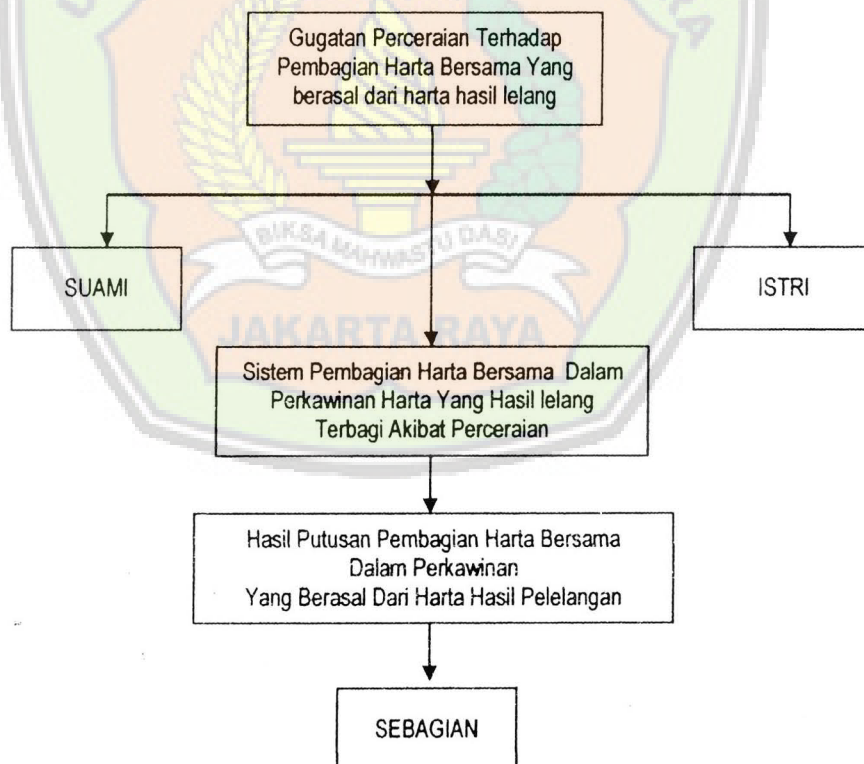 Gugatan Perceraian Terhadap
Pembagian Harta Bersama Yang
berasal dari harta hasil lelang
BIKSA MAHWASTU DASI
SUAMI
ISTRI
JAKARTA RAYA
Sistem Pembagian Harta Bersama Dalam
Perkawinan Harta Yang Hasil lelang
Terbagi Akibat Perceraian
Hasil Putusan Pembagian Harta Bersama
Dalam Perkawinan
Yang Berasal Dari Harta Hasil Pelelangan
SEBAGIAN